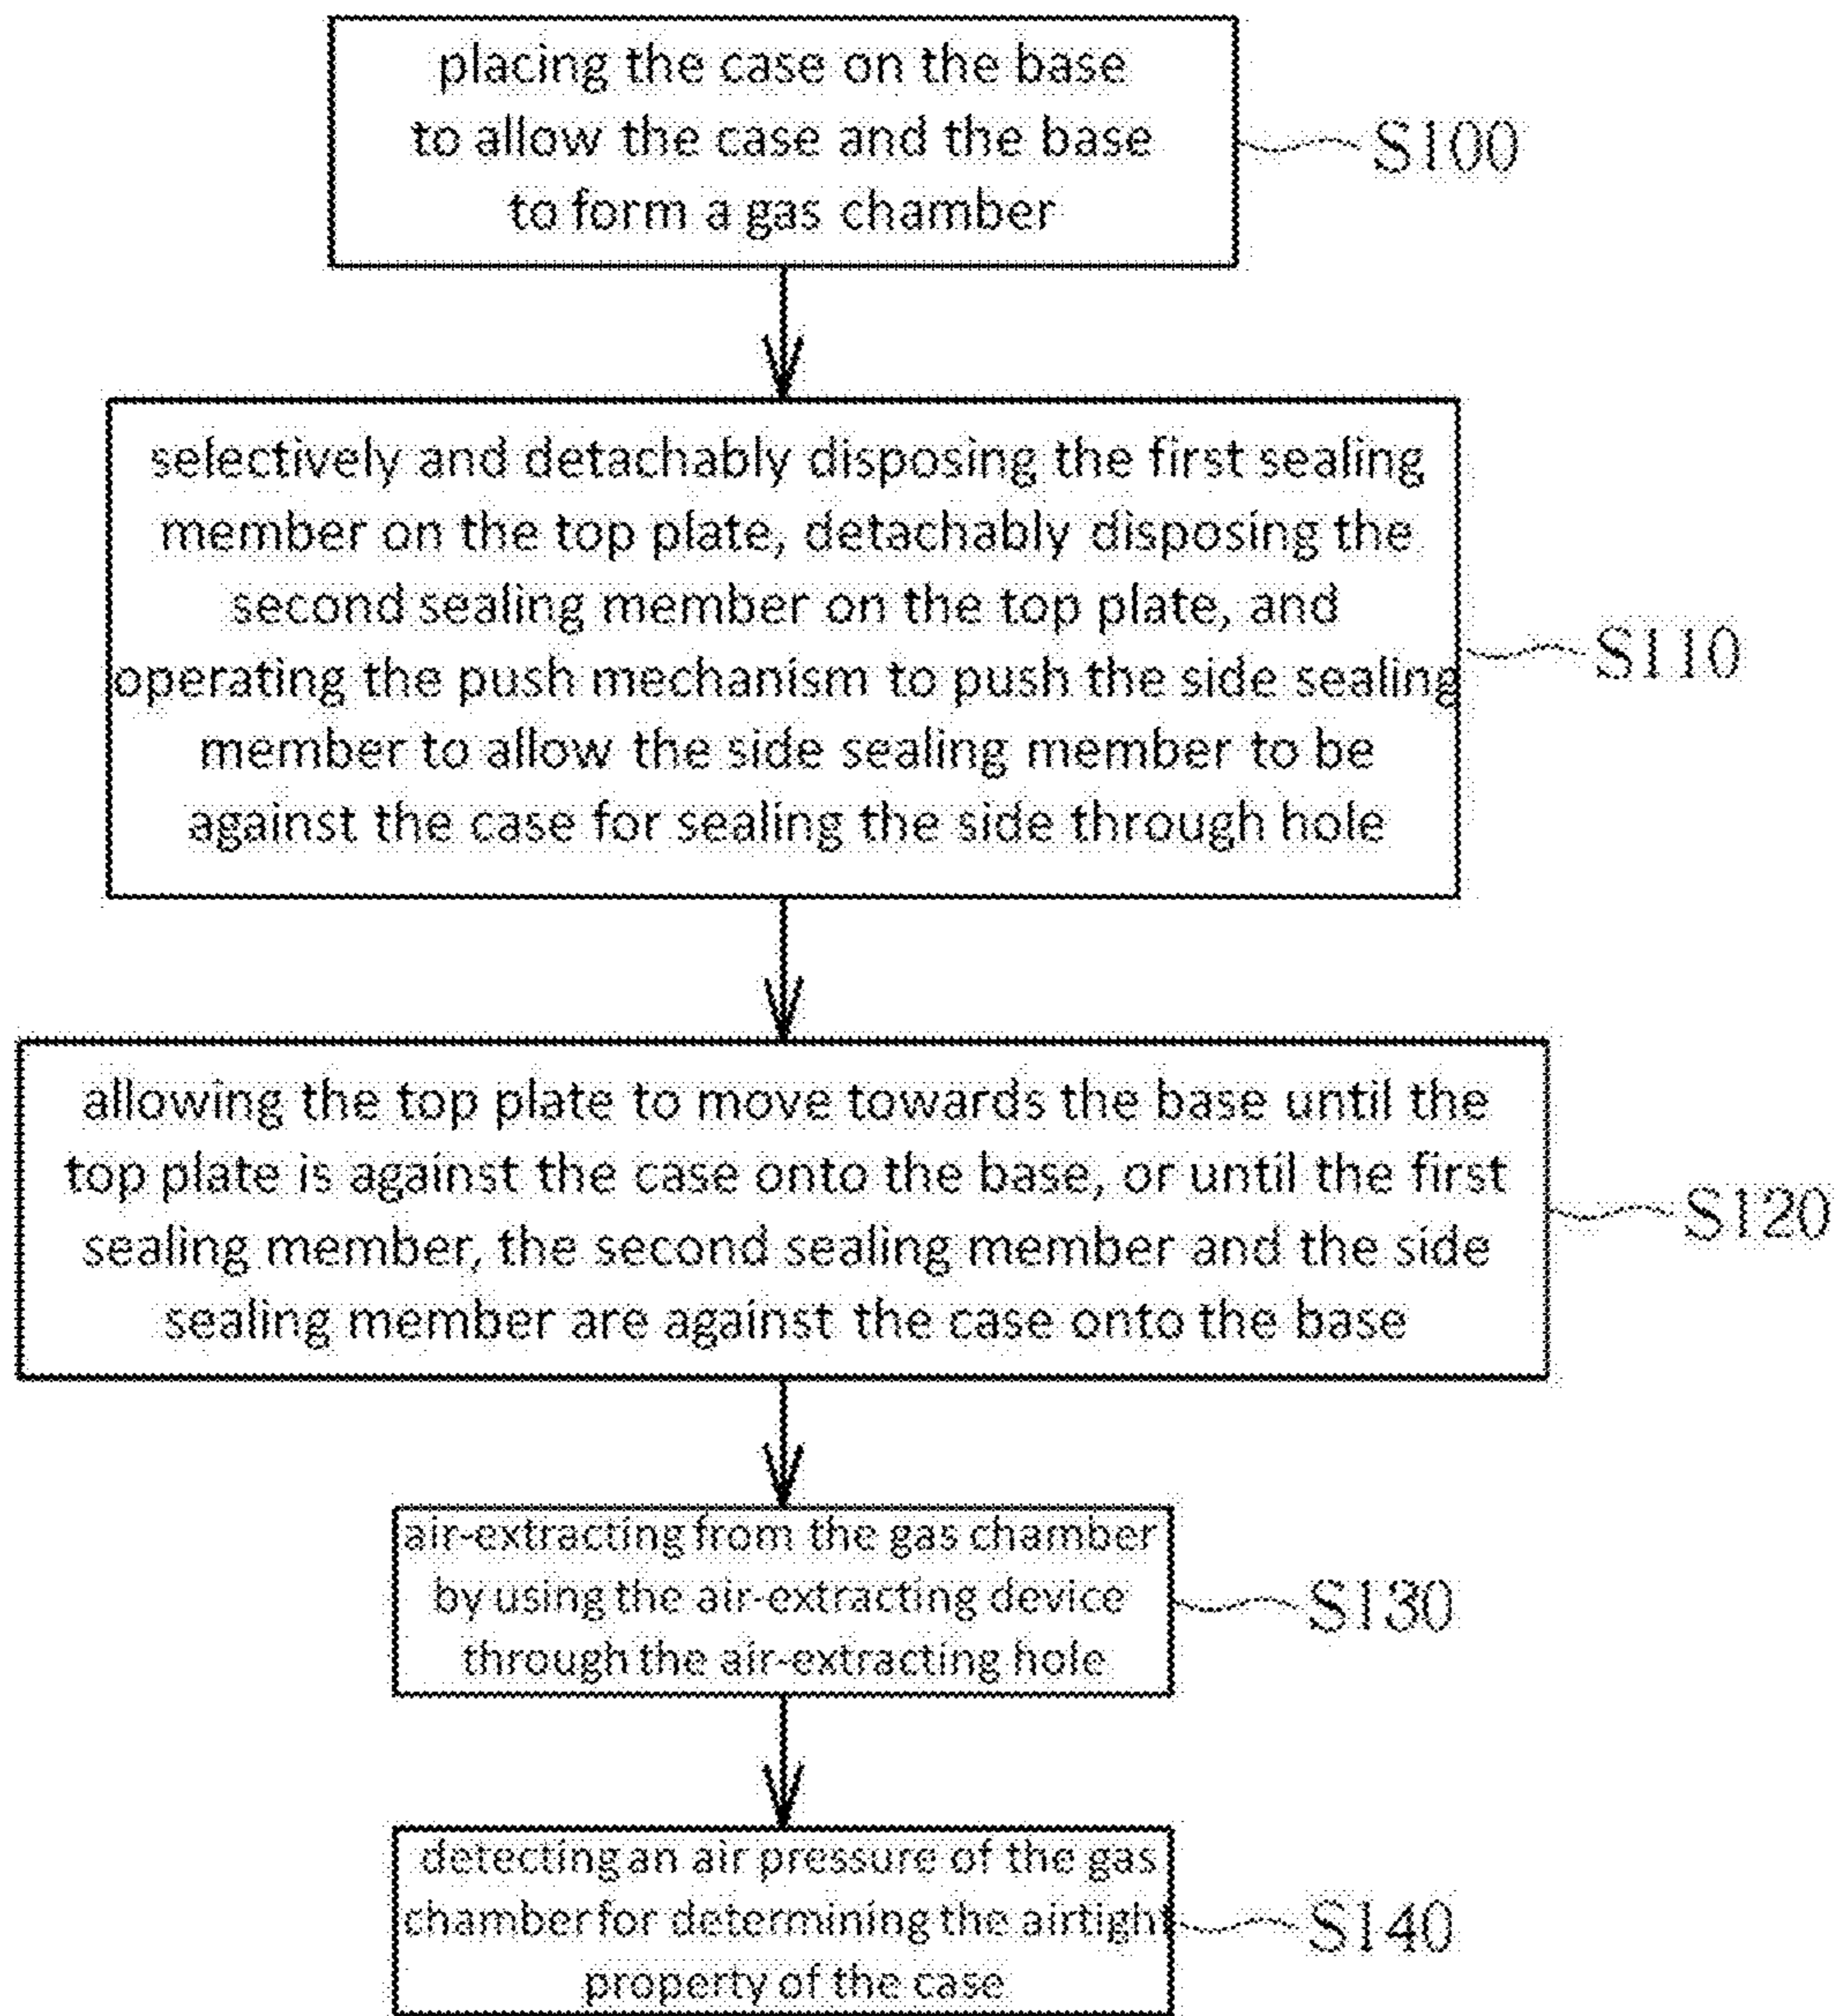 placing the case on the base
to allow the case and the base
to form a gas chamber
S100
selectively and detachably disposing the first sealing
member on the top plate, detachably disposing the
second sealing member on the top plate, and
operating the push mechanism to push the side sealing
member to allow the side sealing member to be
against the case for sealing the side through hole
S110
allowing the top plate to move towards the base until the
top plate is against the case onto the base, or until the first
sealing member, the second sealing member and the side
sealing member are against the case onto the base
S120
air-extracting from the gas chamber
by using the air-extracting device
through the air-extracting hole
S130
detecting an air pressure of the gas
chamber for determining the airtight
property of the case
S140